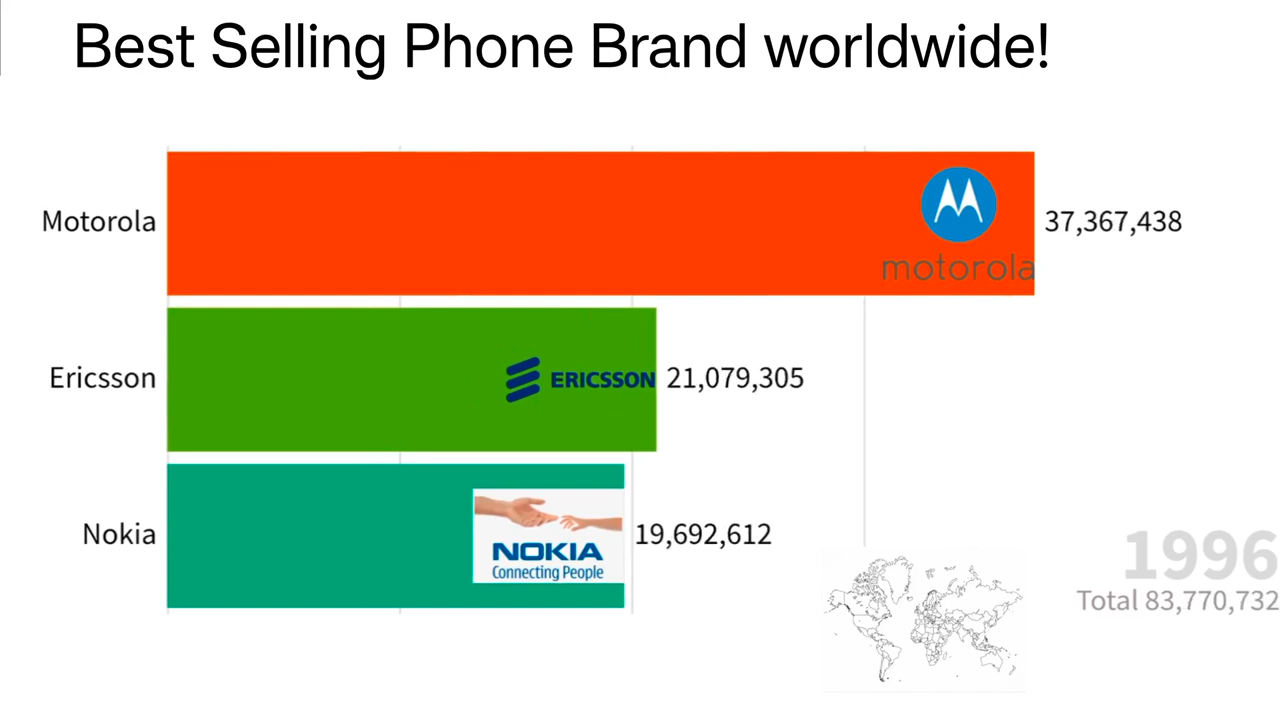 Best Selling Phone Brand worldwide!
Motorola
motorola
37,367,438
Ericsson
ERICSSON
21,079,305
Nokia
NOKIA
Connecting People
19,692,612
1996
Total 83,770,732